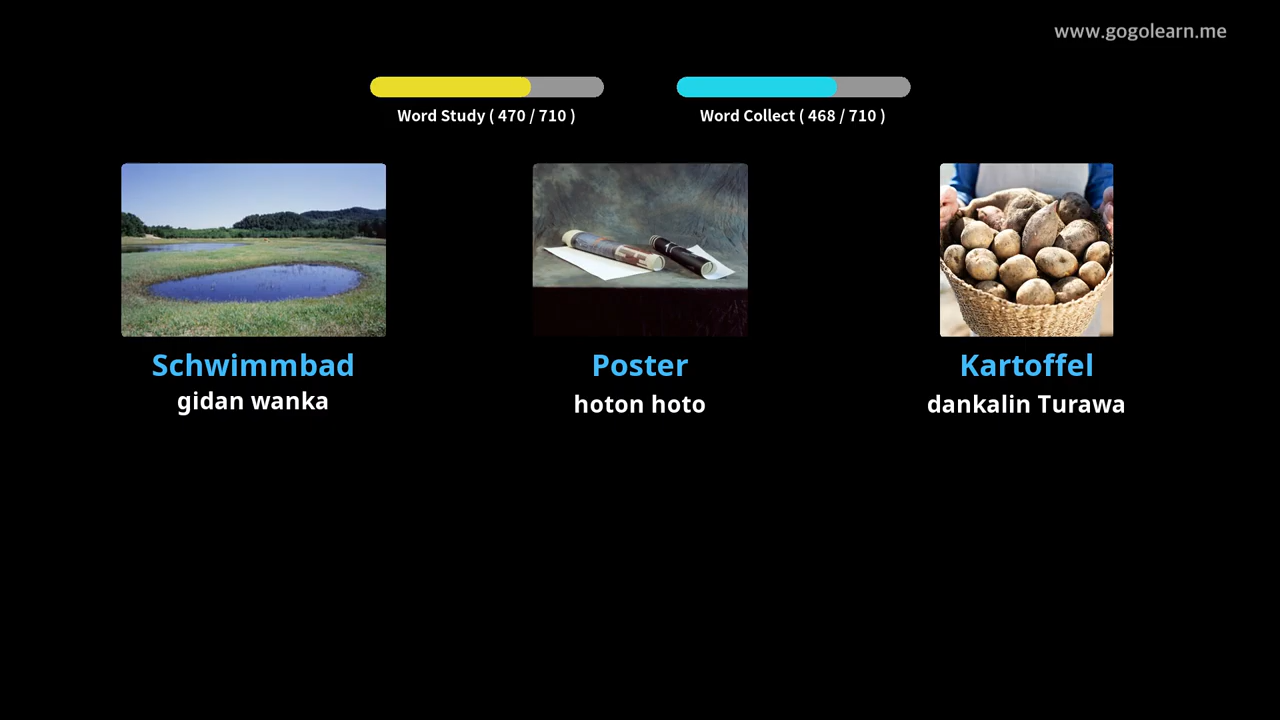 www.gogolearn.me
Word Study ( 470 / 710 )
Word Collect ( 468 / 710 )
Schwimmbad
gidan wanka
Poster
hoton hoto
Kartoffel
dankalin Turawa